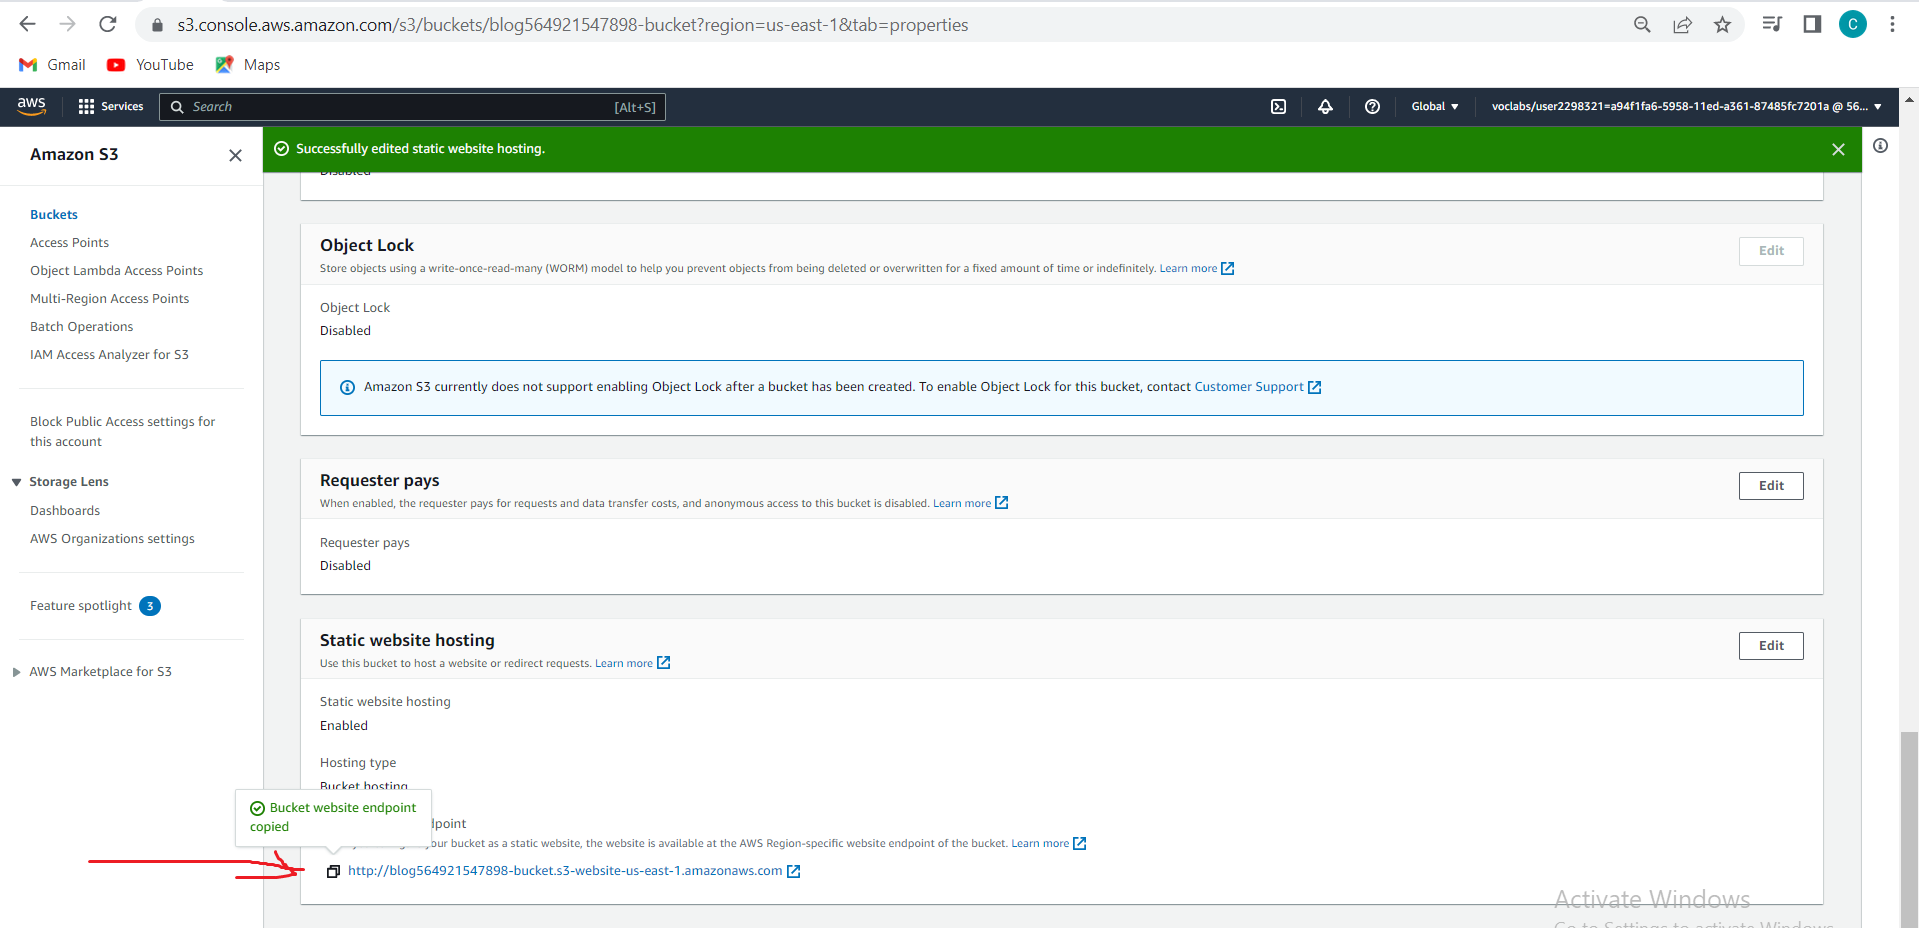 s3.console.aws.amazon.com/s3/buckets/blog564921547898-bucket?region=us-east-1&tab=properties
C
Gmail
YouTube
Maps
aws
Services
Search
[Alt+S]
Global
voclabs/user2298321=a94f1fa6-5958-11ed-a361-87485fc7201a @ 56...
Amazon S3
Buckets
Access Points
Object Lambda Access Points
Multi-Region Access Points
Batch Operations
IAM Access Analyzer for S3
Block Public Access settings for
this account
Storage Lens
Dashboards
AWS Organizations settings
Feature spotlight 3
AWS Marketplace for S3
Successfully edited static website hosting.
Disabled
Object Lock
Edit
Store objects using a write-once-read-many (WORM) model to help you prevent objects from being deleted or overwritten for a fixed amount of time or indefinitely. Learn more
Object Lock
Disabled
Amazon S3 currently does not support enabling Object Lock after a bucket has been created. To enable Object Lock for this bucket, contact Customer Support
Requester pays
Edit
When enabled, the requester pays for requests and data transfer costs, and anonymous access to this bucket is disabled. Learn more
Requester pays
Disabled
Static website hosting
Edit
Use this bucket to host a website or redirect requests. Learn more
Static website hosting
Enabled
Hosting type
Bucket hosting
Bucket website endpoint
copied
dpoint
our bucket as a static website, the website is available at the AWS Region-specific website endpoint of the bucket. Learn more
http://blog564921547898-bucket.s3-website-us-east-1.amazonaws.com
Activate Windows
Go to Settings to activate Windows